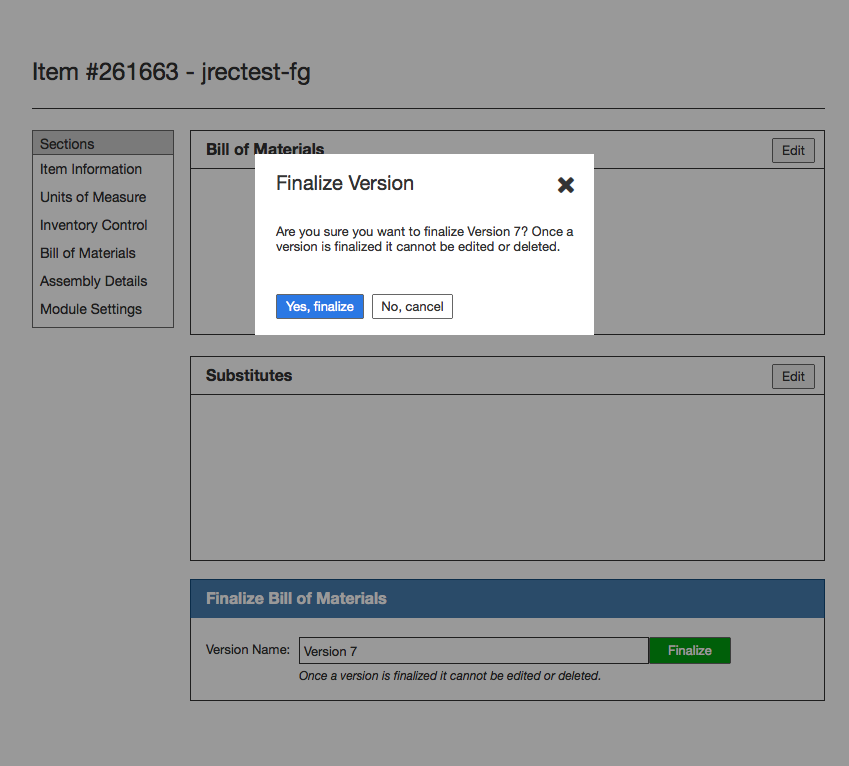 Item #261663 - jrectest-fg
Sections
Item Information
Units of Measure
Inventory Control
Bill of Materials
Assembly Details
Module Settings
Bill of Materials
Edit
Finalize Version
Are you sure you want to finalize Version 7? Once a
version is finalized it cannot be edited or deleted.
Yes, finalize
No, cancel
Substitutes
Edit
Finalize Bill of Materials
Version Name:
Version 7
Finalize
Once a version is finalized it cannot be edited or deleted.